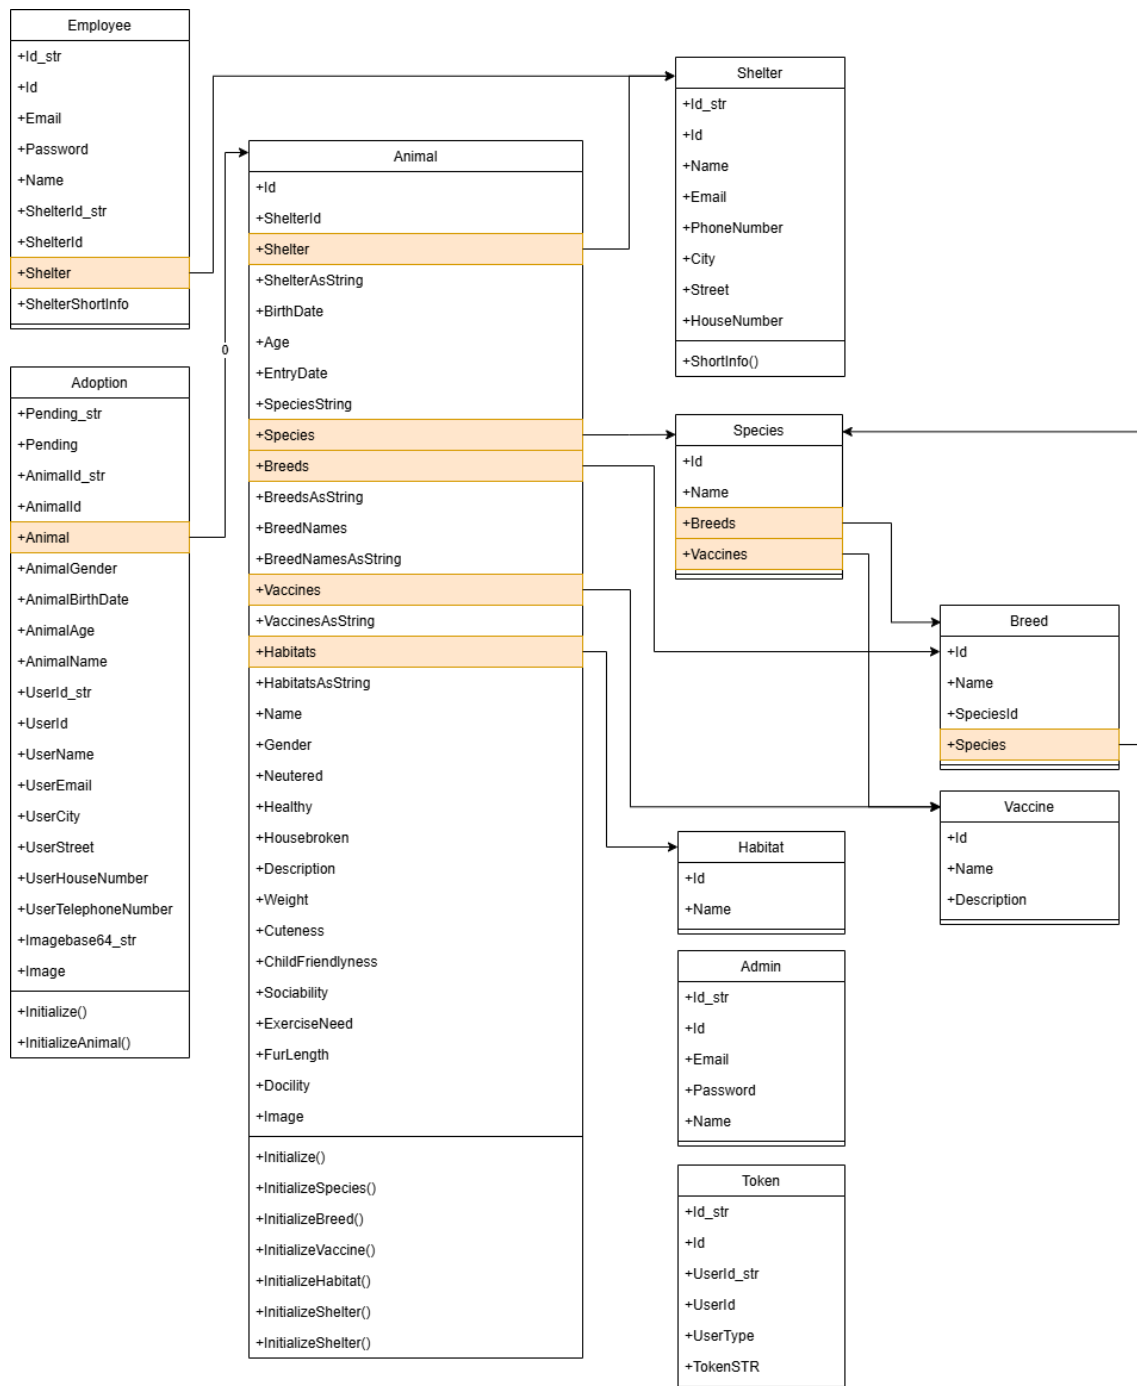 Employee
+Id_str
+Id
+Email
+Password
+Name
+ShelterId_str
+ShelterId
+Shelter
+ShelterShortInfo
Adoption
+Pending_str
+Pending
+AnimalId_str
+AnimalId
+Animal
+AnimalGender
+AnimalBirthDate
+AnimalAge
+AnimalName
+UserId_str
+UserId
+UserName
+UserEmail
+UserCity
+UserStreet
+UserHouseNumber
+UserTelephoneNumber
+Imagebase64_str
+Image
+Initialize()
+InitializeAnimal()
0
Animal
+Id
+ShelterId
+Shelter
+ShelterAsString
+BirthDate
+Age
+EntryDate
+SpeciesString
+Species
+Breeds
+BreedsAsString
+BreedNames
+BreedNamesAsString
+Vaccines
+VaccinesAsString
+Habitats
+HabitatsAsString
+Name
+Gender
+Neutered
+Healthy
+Housebroken
+Description
+Weight
+Cuteness
+ChildFriendlyness
+Sociability
+ExerciseNeed
+FurLength
+Docility
+Image
+Initialize()
+InitializeSpecies()
+InitializeBreed()
+InitializeVaccine()
+InitializeHabitat()
+InitializeShelter()
+InitializeShelter()
Shelter
+Id_str
+Id
+Name
+Email
+PhoneNumber
+City
+Street
+HouseNumber
+ShortInfo()
Species
+Id
+Name
+Breeds
+Vaccines
Breed
+Id
+Name
+SpeciesId
+Species
Vaccine
+Id
+Name
+Description
Habitat
+Id
+Name
Admin
+Id_str
+Id
+Email
+Password
+Name
Token
+Id_str
+Id
+UserId_str
+UserId
+UserType
+TokenSTR